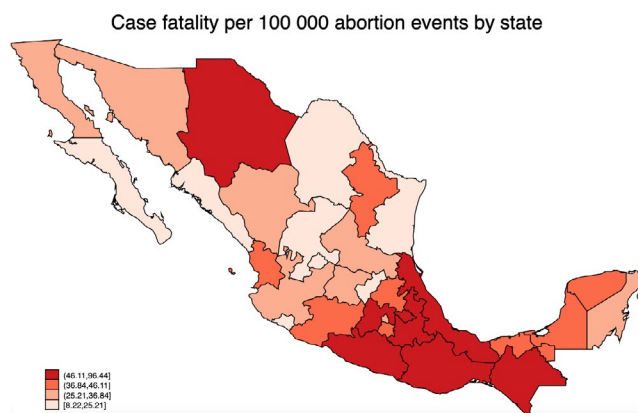 Case fatality per 100 000 abortion events by state
(46.11,96.44]
(36.84,46.11]
(25.21,36.84]
[8.22,25.21]